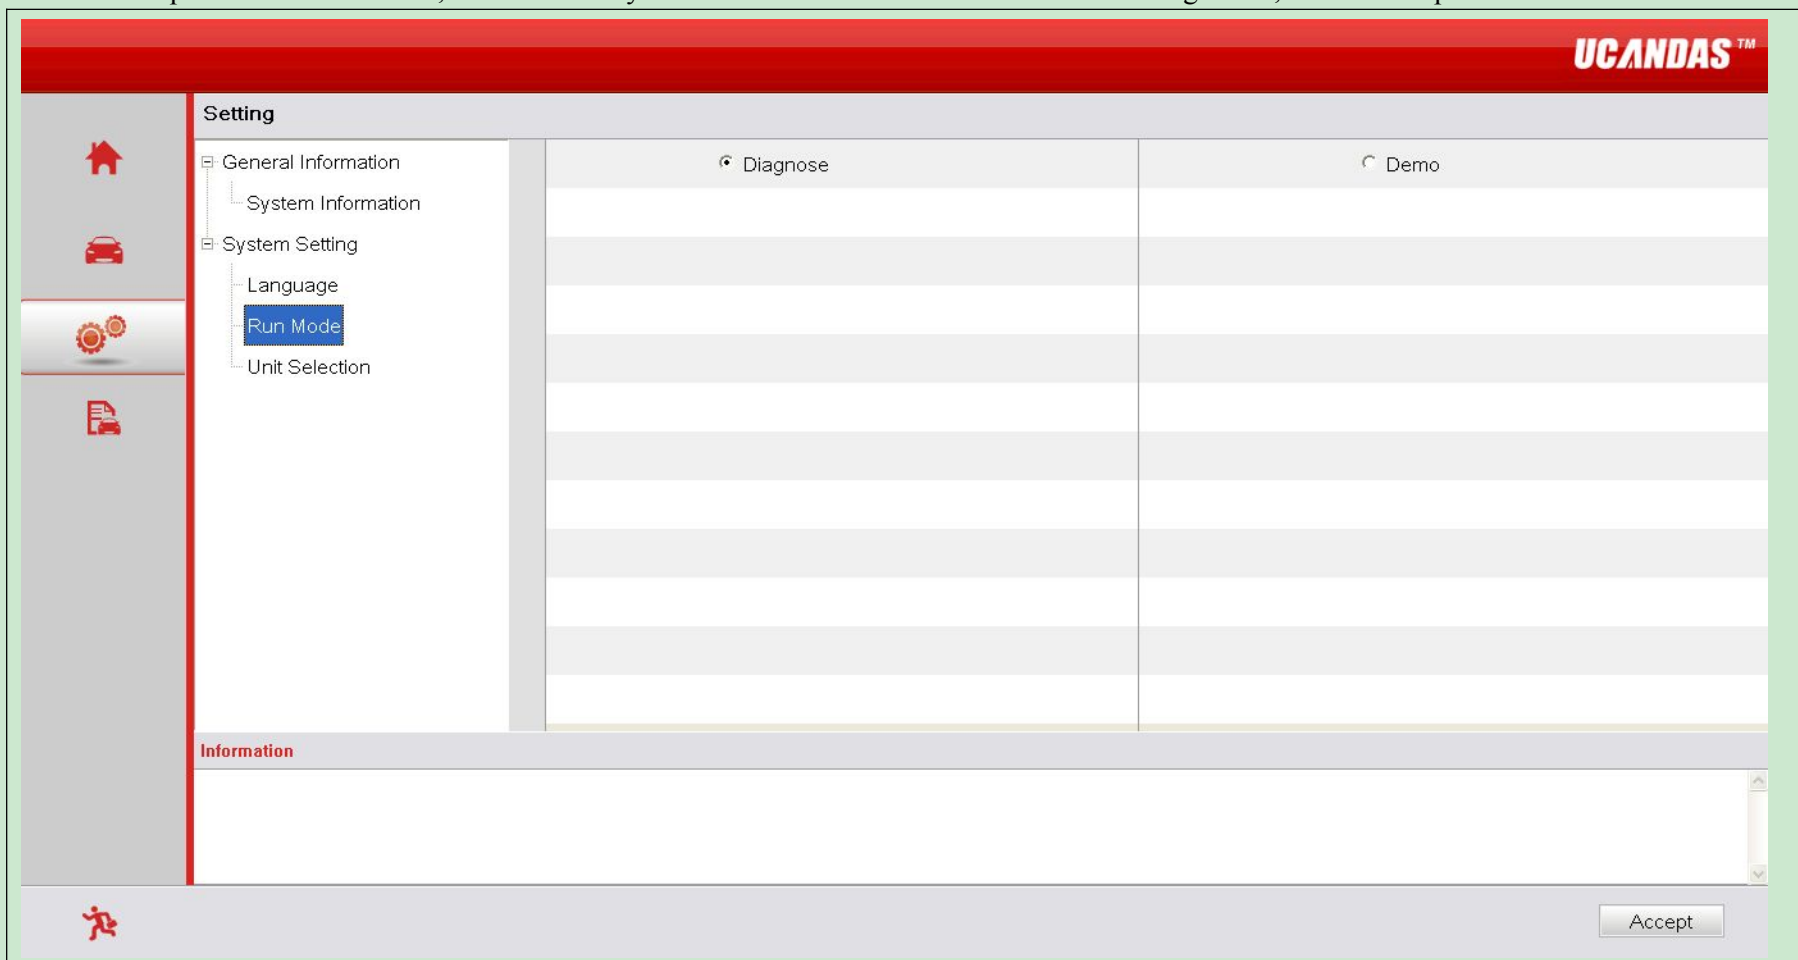 UCANDAS™
Setting
General Information
System Information
System Setting
Language
Run Mode
Unit Selection
Diagnose
Demo
Information
Accept